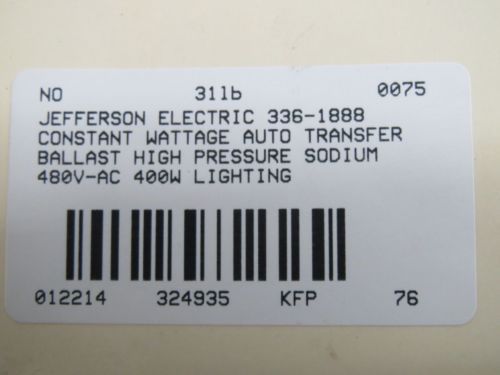 NO 31lb 0075
JEFFERSON ELECTRIC 336-1888
CONSTANT WATTAGE AUTO TRANSFER
BALLAST HIGH PRESSURE SODIUM
480V-AC 400W LIGHTING
012214 324935 KFP 76